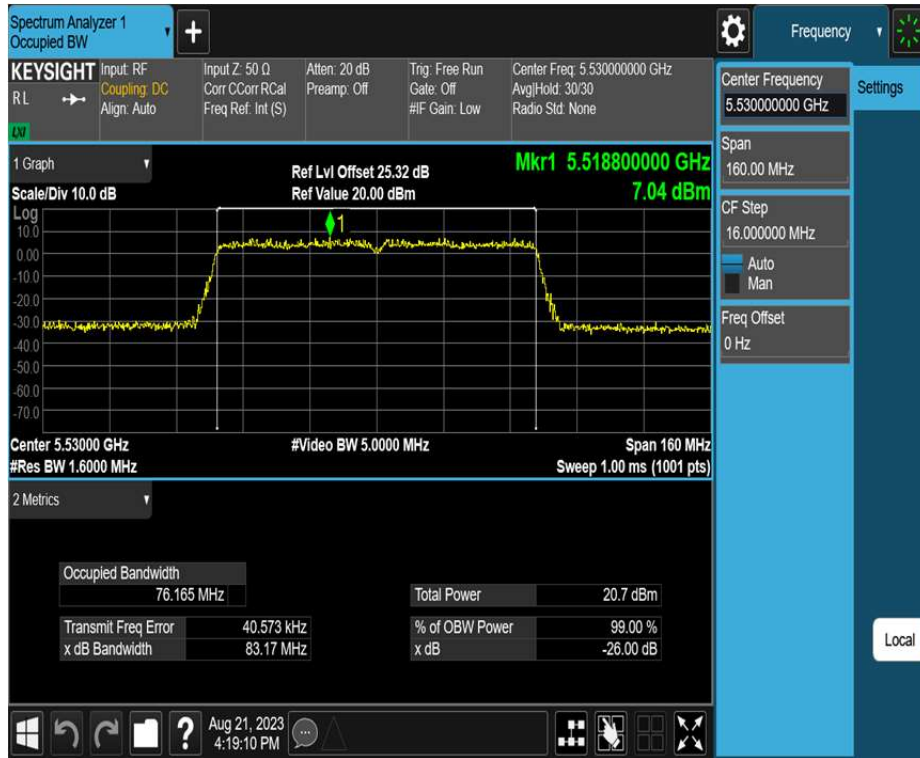 Spectrum Analyzer 1
Occupied BW
+
Frequency
KEYSIGHT
R L
LXI
Input: RF
Coupling: DC
Align: Auto
Input Z: 50 Ω
Corr CCorr RCal
Freq Ref: Int (S)
Atten: 20 dB
Preamp: Off
Trig: Free Run
Gate: Off
#IF Gain: Low
Center Freq: 5.530000000 GHz
Avg|Hold: 30/30
Radio Std: None
Center Frequency
5.530000000 GHz
Settings
Span
160.00 MHz
CF Step
16.000000 MHz
Auto
Man
Freq Offset
0 Hz
1 Graph
Scale/Div 10.0 dB
Ref Lvl Offset 25.32 dB
Ref Value 20.00 dBm
Mkr1 5.518800000 GHz
7.04 dBm
Log
10.0
0.00
-10.0
-20.0
-30.0
-40.0
-50.0
-60.0
-70.0
1
Center 5.53000 GHz
#Res BW 1.6000 MHz
#Video BW 5.0000 MHz
Span 160 MHz
Sweep 1.00 ms (1001 pts)
2 Metrics
Occupied Bandwidth
76.165 MHz
Total Power 20.7 dBm
Transmit Freq Error 40.573 kHz
% of OBW Power 99.00 %
x dB Bandwidth 83.17 MHz
x dB -26.00 dB
Local
?
Aug 21, 2023
4:19:10 PM